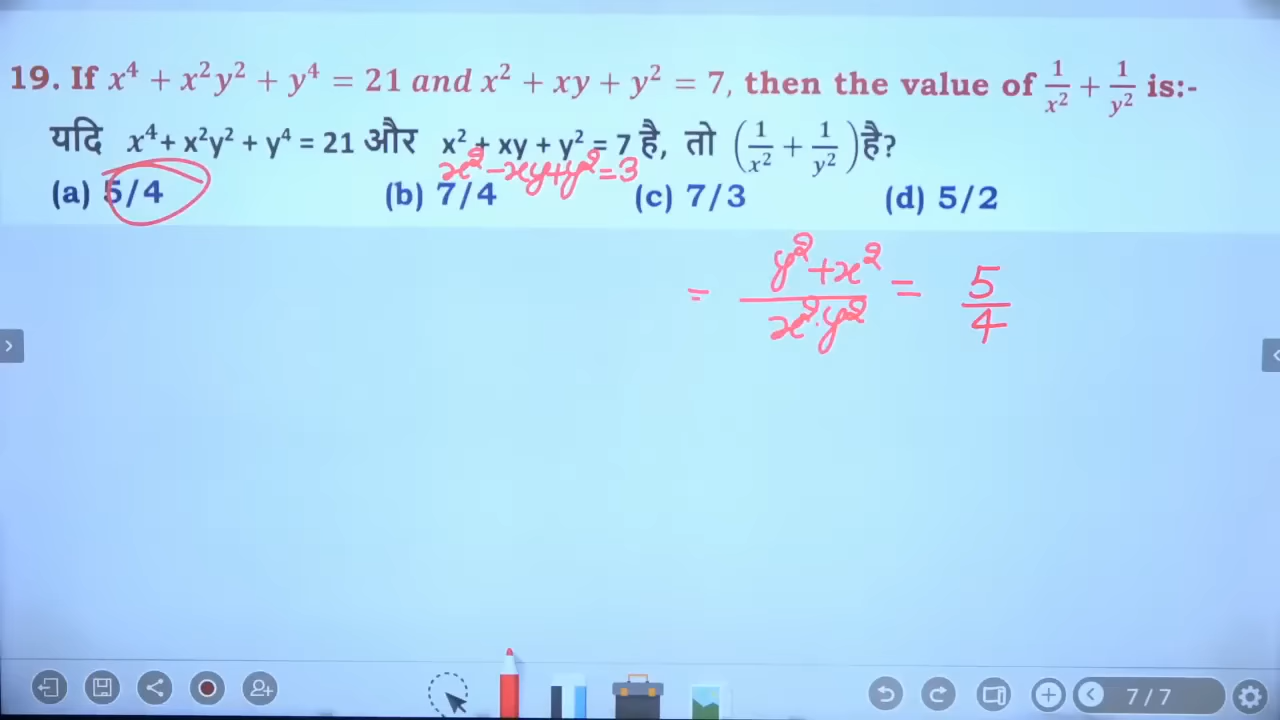 19. If x⁴ + x²y² + y⁴ = 21 and x² + xy + y² = 7, then the value of 1/x² + 1/y² is:-
यदि x⁴ + x²y² + y⁴ = 21 और x² + xy + y² = 7 है, तो (1/x² + 1/y²) है?
x² - xy + y² = 3
(a) 5/4 (b) 7/4 (c) 7/3 (d) 5/2
= y² + x² / x².y² = 5/4
7 / 7